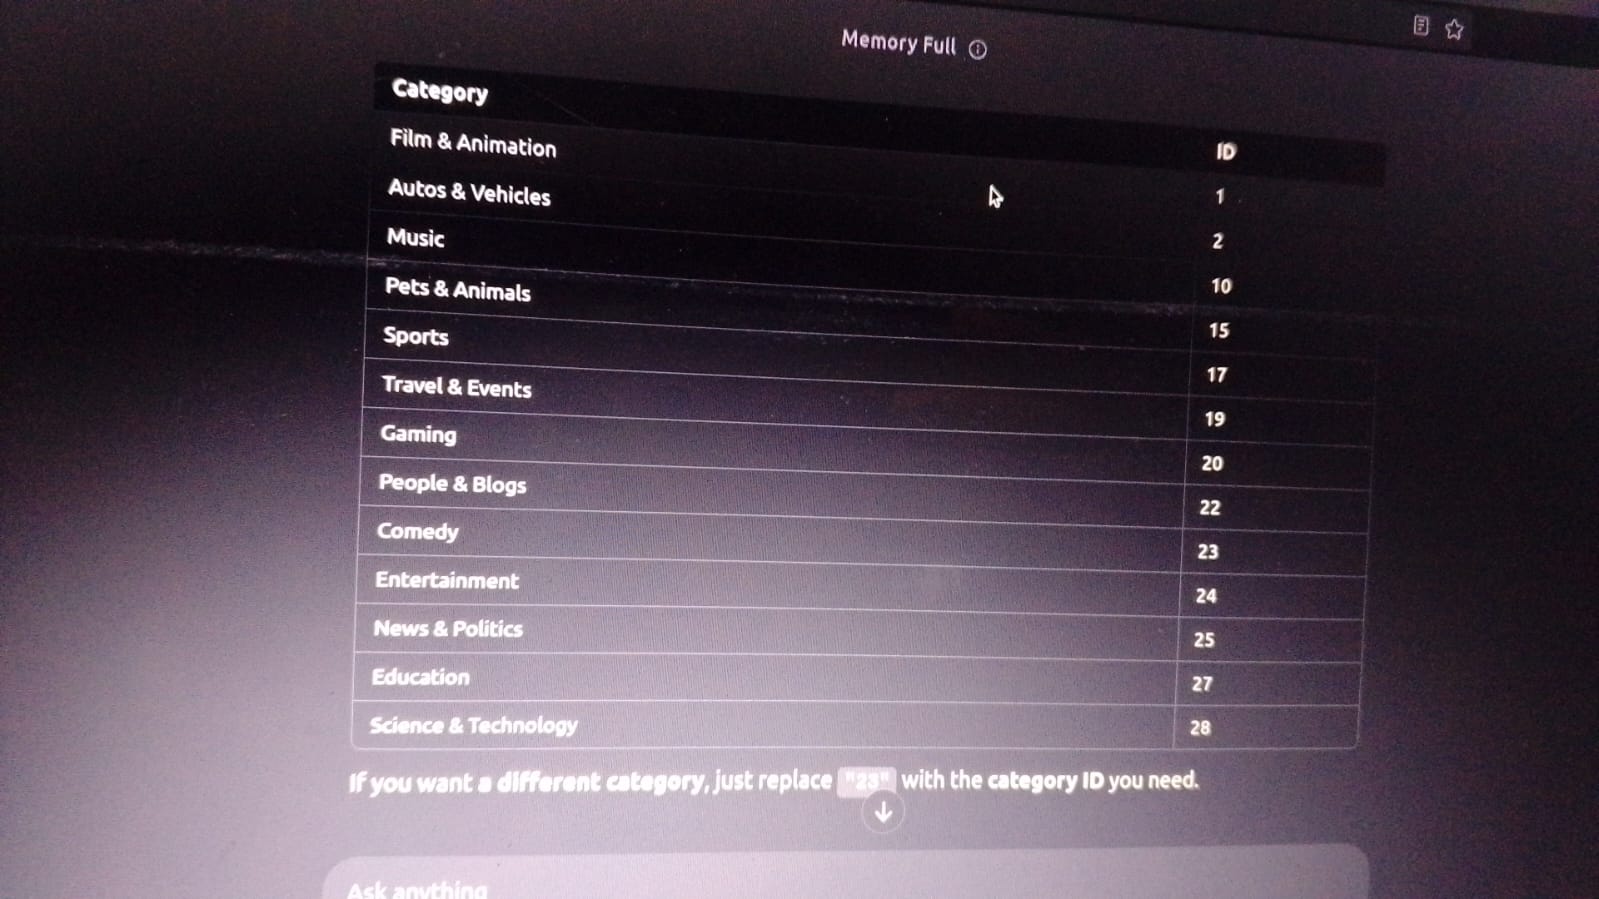 Memory Full
Category ID
Film & Animation 1
Autos & Vehicles 2
Music 10
Pets & Animals 15
Sports 17
Travel & Events 19
Gaming 20
People & Blogs 22
Comedy 23
Entertainment 24
News & Politics 25
Education 27
Science & Technology 28
If you want a different category, just replace "23" with the category ID you need.
Ask anything